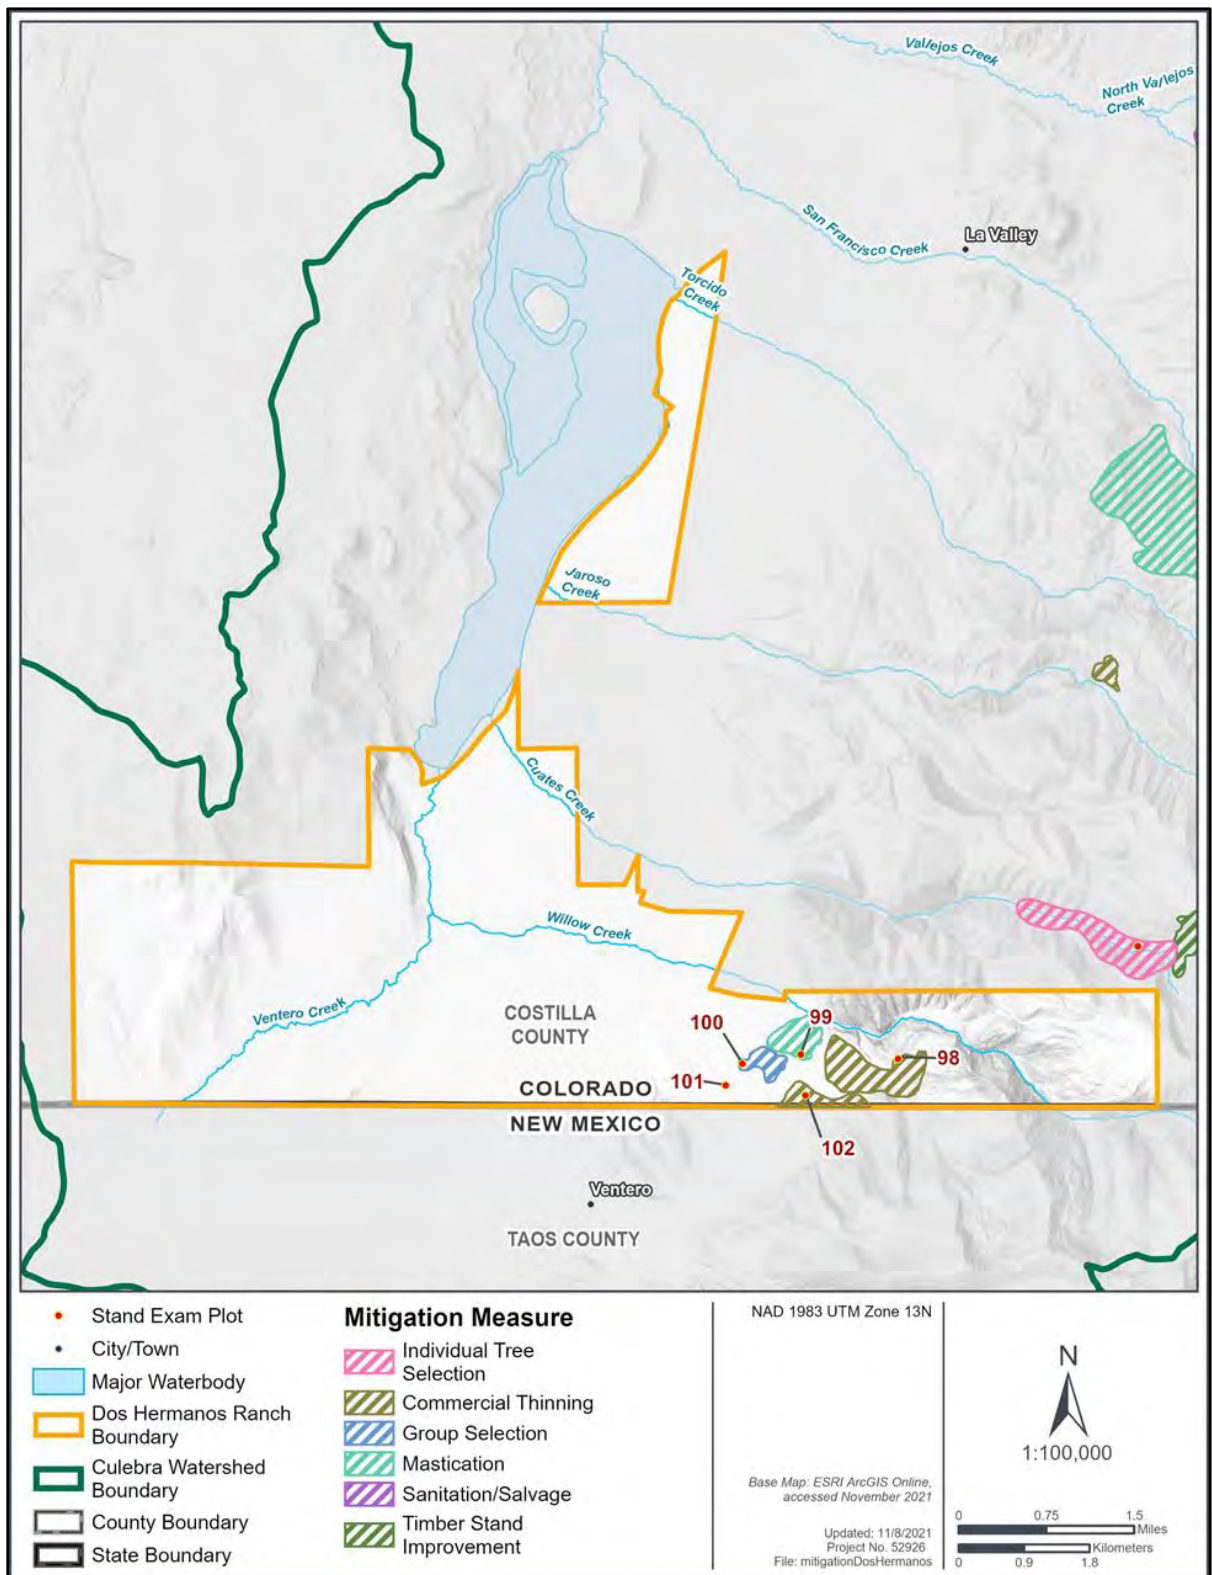 Vallejos Creek
North Vallejos
Creek
San Francisco Creek
La Valley
Torcido
Creek
Jaroso
Creek
Cuates Creek
Willow Creek
Ventero Creek
COSTILLA
COUNTY
100
99
98
101
COLORADO
NEW MEXICO
102
Ventero
TAOS COUNTY
Stand Exam Plot
City/Town
Major Waterbody
Dos Hermanos Ranch
Boundary
Culebra Watershed
Boundary
County Boundary
State Boundary
Mitigation Measure
Individual Tree
Selection
Commercial Thinning
Group Selection
Mastication
Sanitation/Salvage
Timber Stand
Improvement
NAD 1983 UTM Zone 13N
Base Map: ESRI ArcGIS Online,
accessed November 2021
Updated: 11/8/2021
Project No. 52926
File: mitigationDosHermanos
N
1:100,000
0 0.75 1.5
Miles
Kilometers
0 0.9 1.8